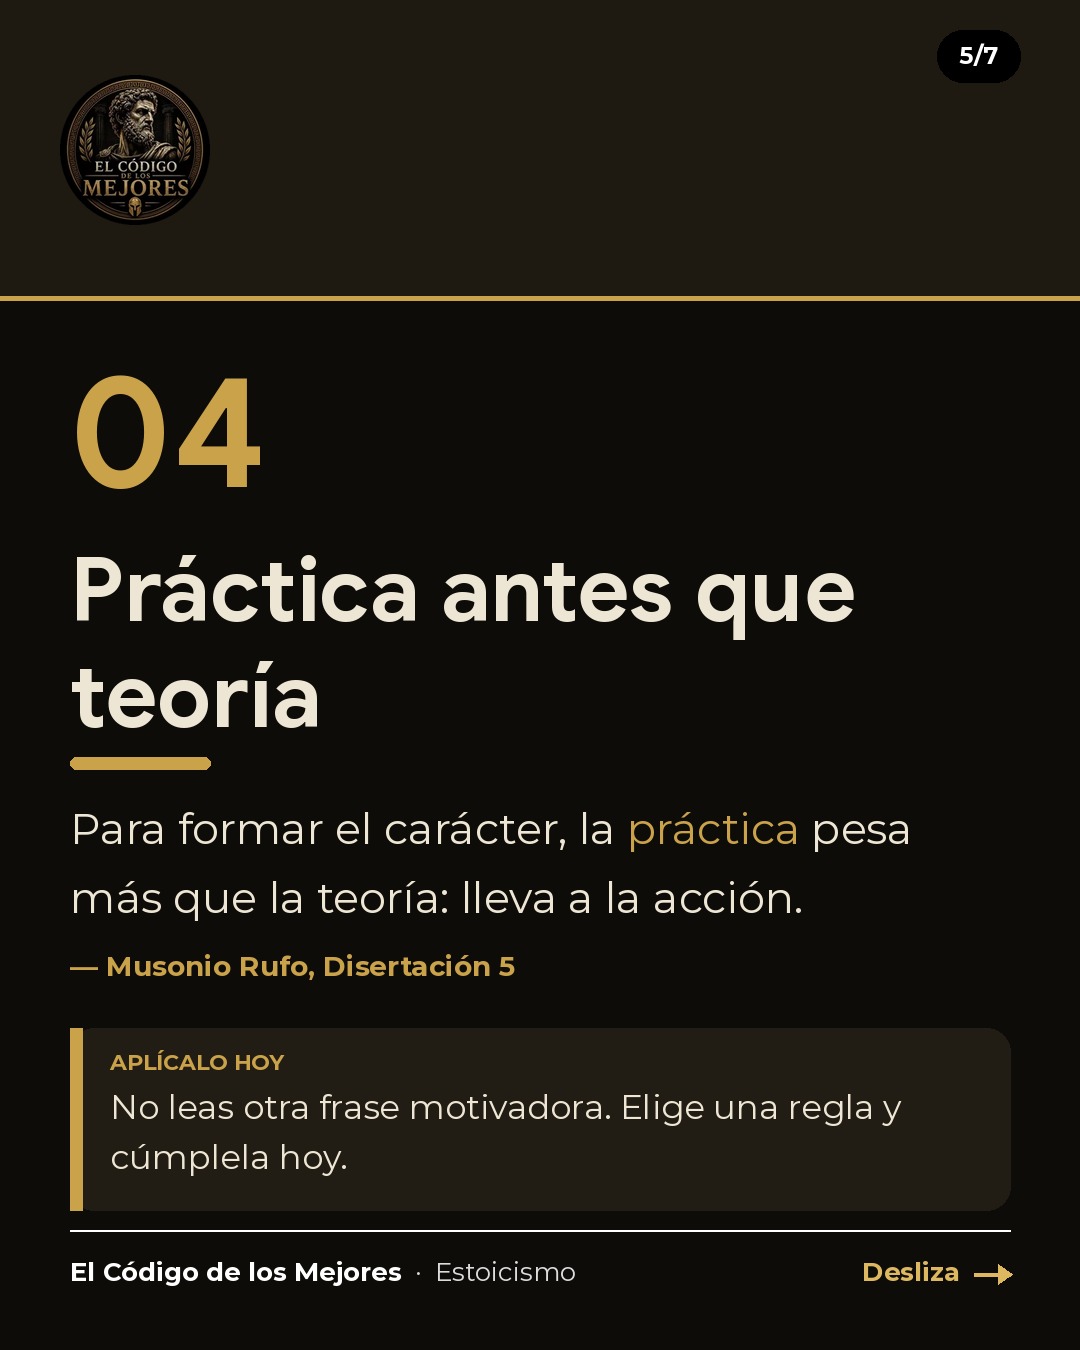 5/7
EL CÓDIGO
DE LOS
MEJORES
04
Práctica antes que
teoría
Para formar el carácter, la práctica pesa
más que la teoría: lleva a la acción.
— Musonio Rufo, Disertación 5
APLÍCALO HOY
No leas otra frase motivadora. Elige una regla y
cúmplela hoy.
El Código de los Mejores · Estoicismo
Desliza